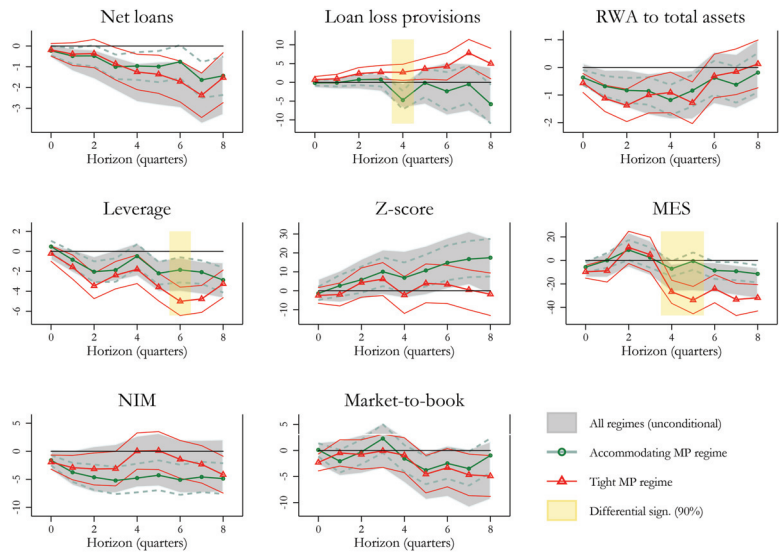 Net loans
0
-1
-2
-3
0 2 4 6 8
Horizon (quarters)
Loan loss provisions
10
5
0
-5
-10
0 2 4 6 8
Horizon (quarters)
RWA to total assets
1
0
-1
-2
0 2 4 6 8
Horizon (quarters)
Leverage
2
0
-2
-4
-6
0 2 4 6 8
Horizon (quarters)
Z-score
30
20
10
0
-10
0 2 4 6 8
Horizon (quarters)
MES
20
0
-20
-40
0 2 4 6 8
Horizon (quarters)
NIM
5
0
-5
-10
0 2 4 6 8
Horizon (quarters)
Market-to-book
5
0
-5
-10
0 2 4 6 8
Horizon (quarters)
All regimes (unconditional)
Accommodating MP regime
Tight MP regime
Differential sign. (90%)